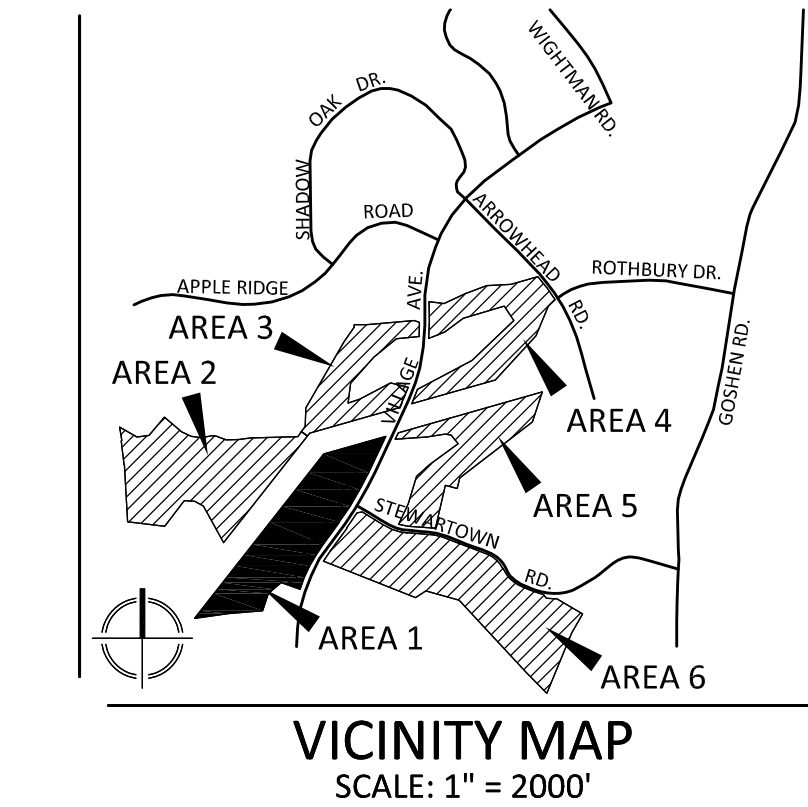 WIGHTMAN RD.
SHADOW OAK DR.
APPLE RIDGE ROAD
ARROWHEAD RD.
ROTHBURY DR.
GOSHEN RD.
VILLAGE AVE.
AREA 3
AREA 2
AREA 4
AREA 5
STEWARTOWN RD.
AREA 1
AREA 6
VICINITY MAP
SCALE: 1" = 2000'